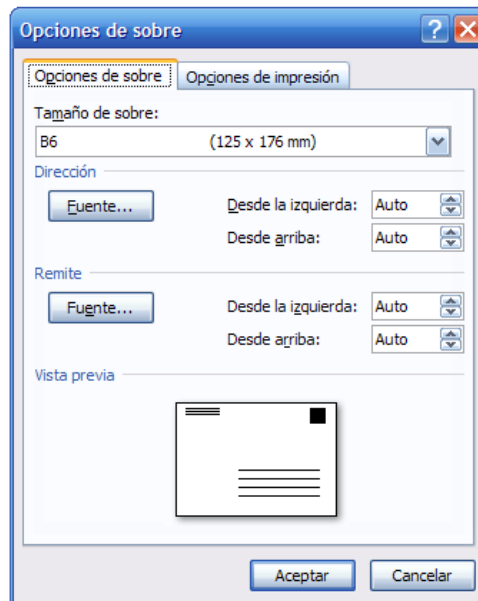 Opciones de sobre
Opciones de sobre Opciones de impresión
Tamaño de sobre:
B6 (125 x 176 mm)
Dirección
Fuente... Desde la izquierda: Auto
Desde arriba: Auto
Remite
Fuente... Desde la izquierda: Auto
Desde arriba: Auto
Vista previa
Aceptar Cancelar